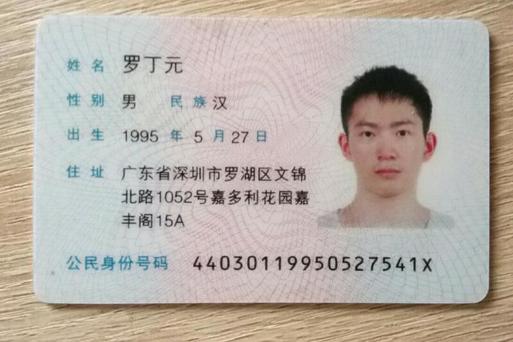 姓名 罗丁元
性别 男 民族 汉
出生 1995 年 5 月 27 日
住址 广东省深圳市罗湖区文锦
北路1052号嘉多利花园嘉
丰阁15A
公民身份号码 44030119950527541X